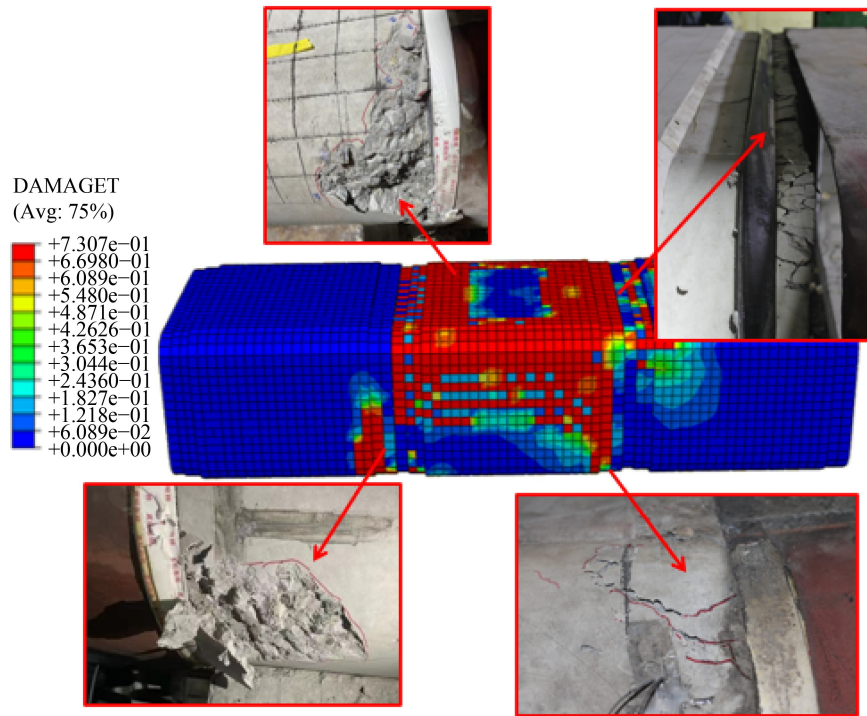 DAMAGET
(Avg: 75%)
+7.307e−01
+6.6980−01
+6.089e−01
+5.480e−01
+4.871e−01
+4.2626−01
+3.653e−01
+3.044e−01
+2.4360−01
+1.827e−01
+1.218e−01
+6.089e−02
+0.000e+00